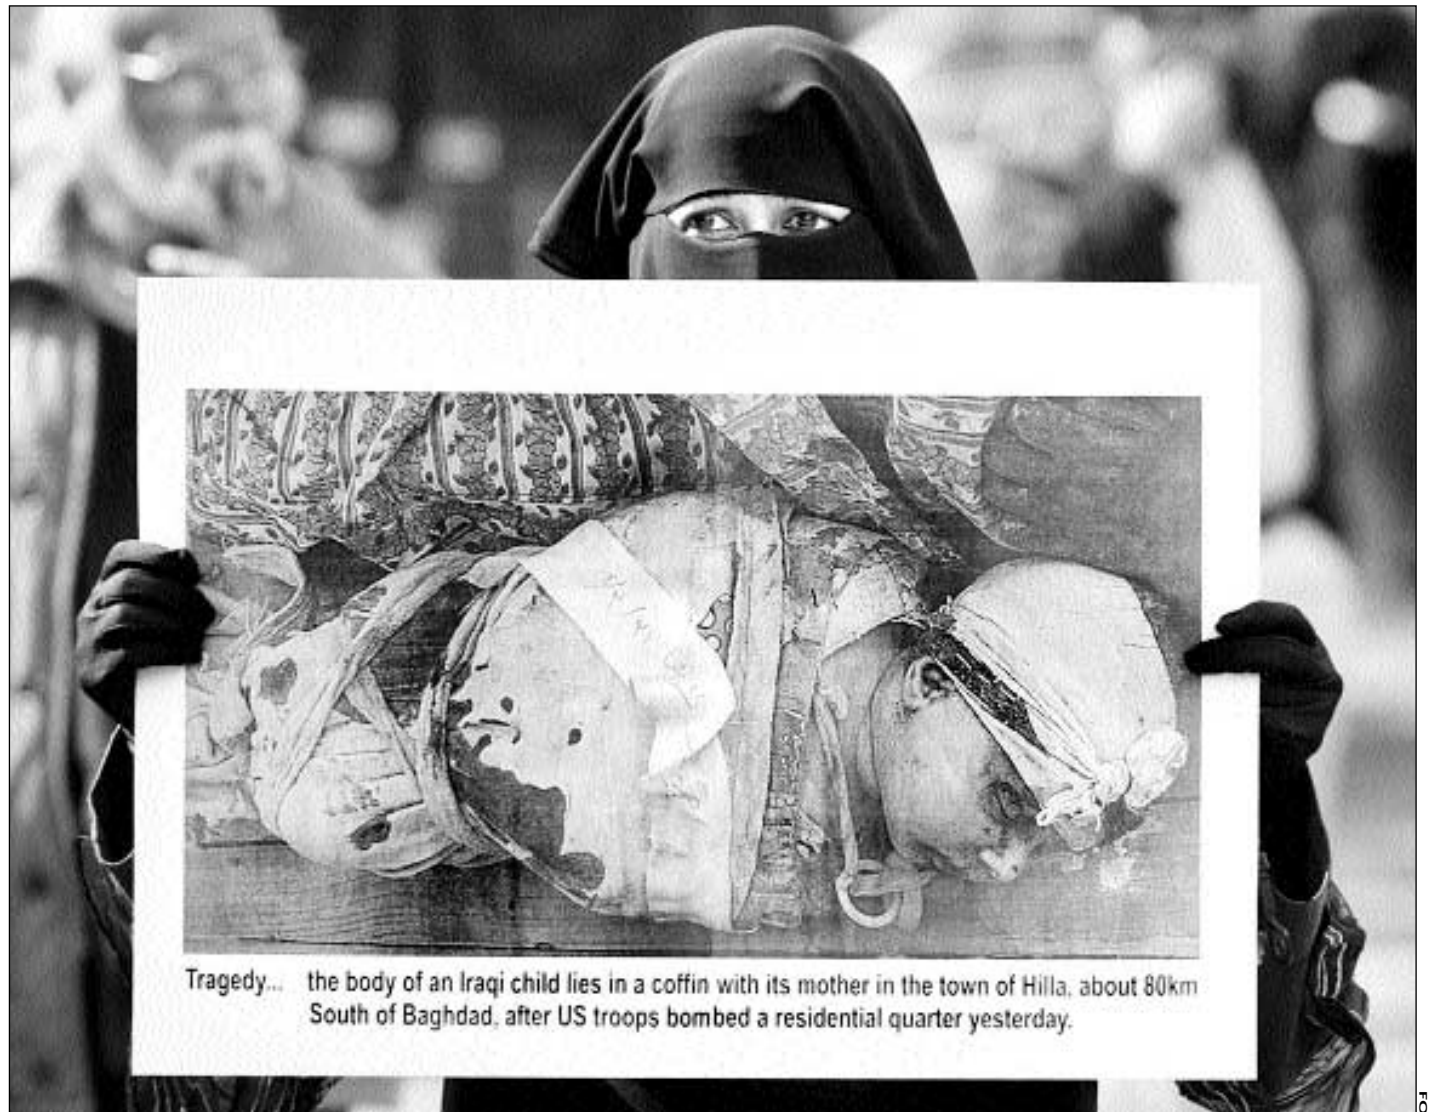 Tragedy... the body of an Iraqi child lies in a coffin with its mother in the town of Hilla, about 80km
South of Baghdad, after US troops bombed a residential quarter yesterday.
FO